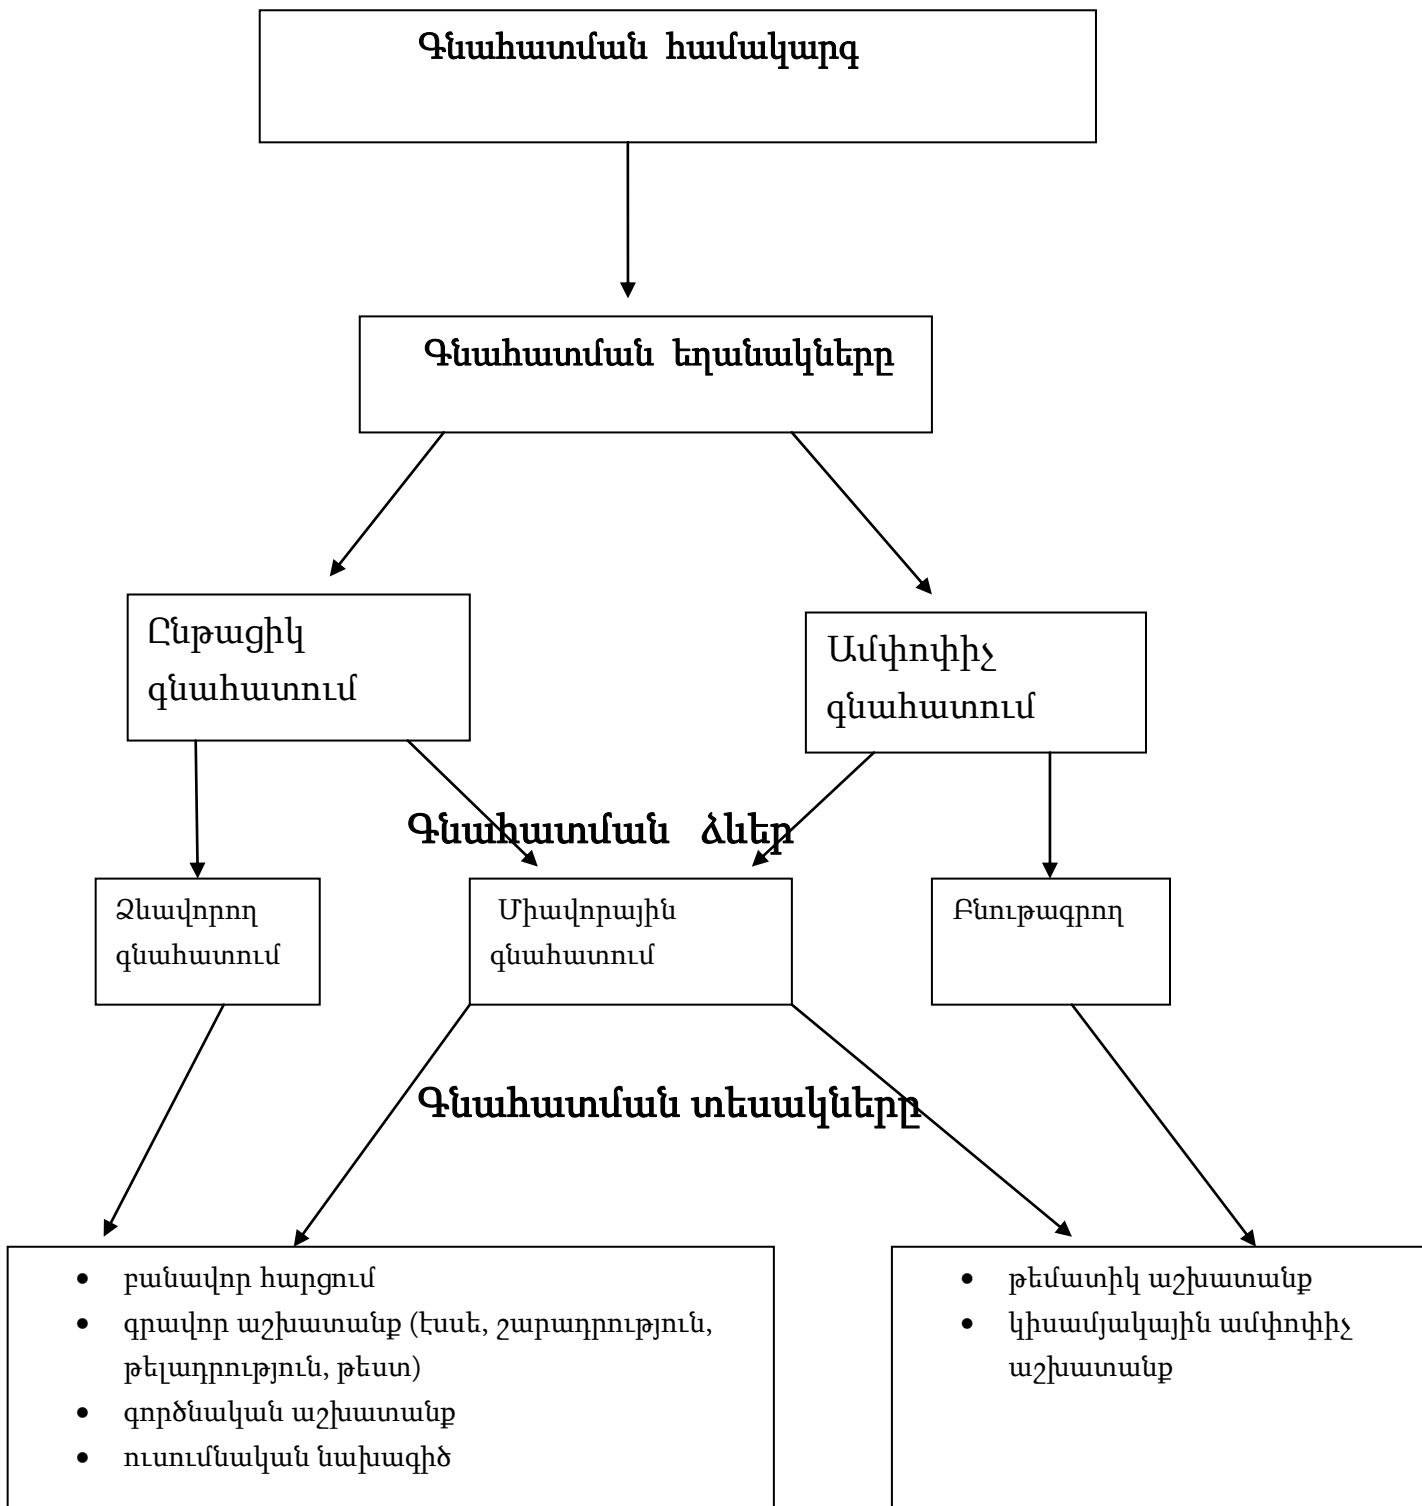 Գնահատման համակարգ
Գնահատման եղանակները
Ընթացիկ
գնահատում
Ամփոփիչ
գնահատում
Գնահատման ձևեր
Ձևավորող
գնահատում
Միավորային
գնահատում
Բնութագրող
Գնահատման տեսակները
• բանավոր հարցում
• գրավոր աշխատանք (էսսե, շարադրություն,
թելադրություն, թեստ)
• գործնական աշխատանք
• ուսումնական նախագիծ
• թեմատիկ աշխատանք
• կիսամյակային ամփոփիչ
աշխատանք